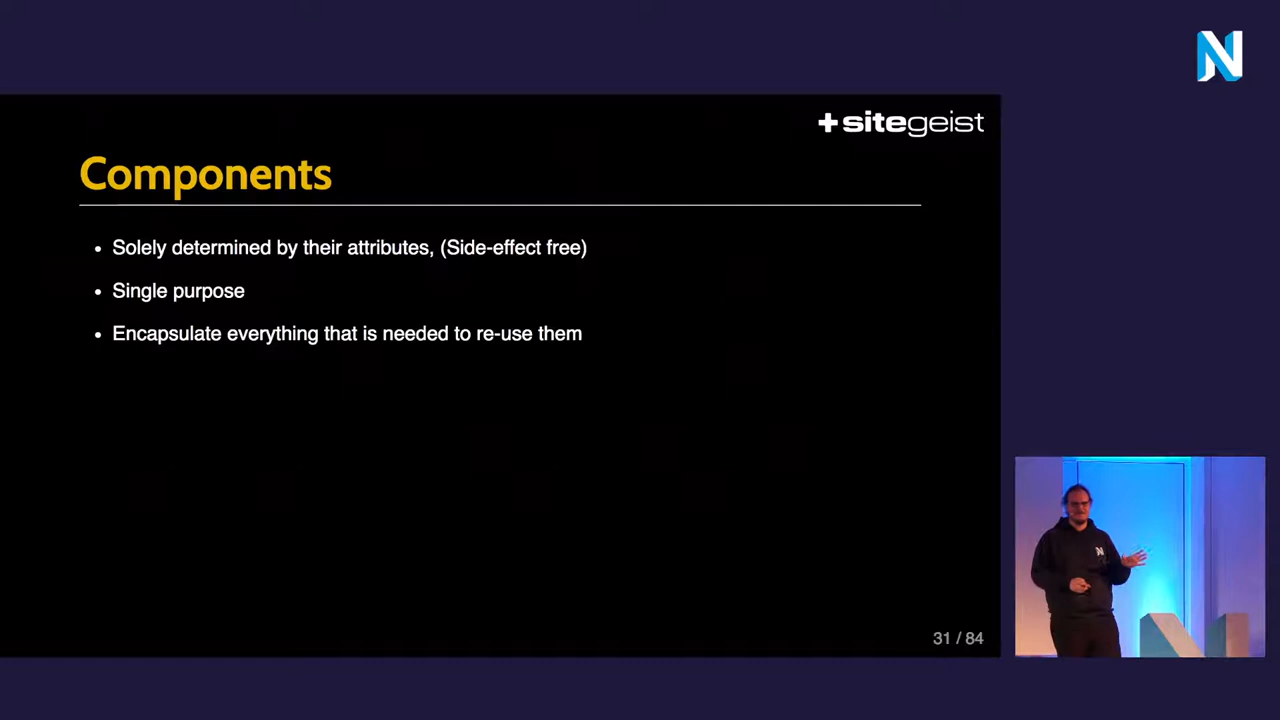 +sitegeist
Components
• Solely determined by their attributes, (Side-effect free)
• Single purpose
• Encapsulate everything that is needed to re-use them
31 / 84